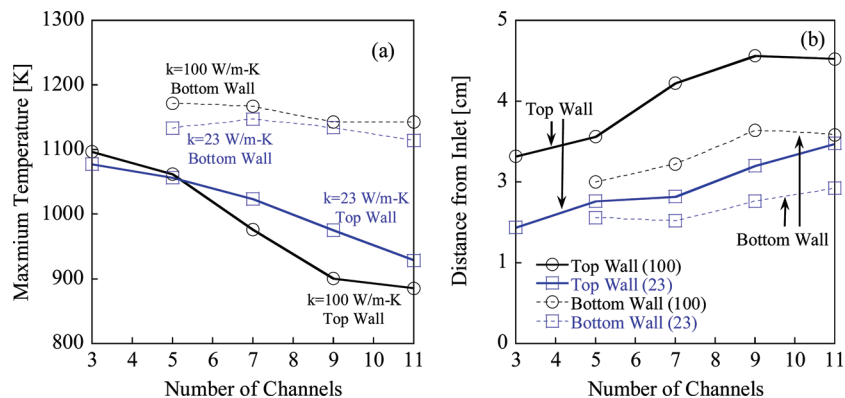 1300
1200
1100
1000
900
800
Maxmium Temperature [K]
(a)
k=100 W/m-K
Bottom Wall
k=23 W/m-K
Bottom Wall
k=23 W/m-K
Top Wall
k=100 W/m-K
Top Wall
3 4 5 6 7 8 9 10 11
Number of Channels
5
4
3
1
0
Distance from Inlet [cm]
(b)
Top Wall
Bottom Wall
Top Wall (100)
Top Wall (23)
Bottom Wall (100)
Bottom Wall (23)
3 4 5 6 7 8 9 10 11
Number of Channels